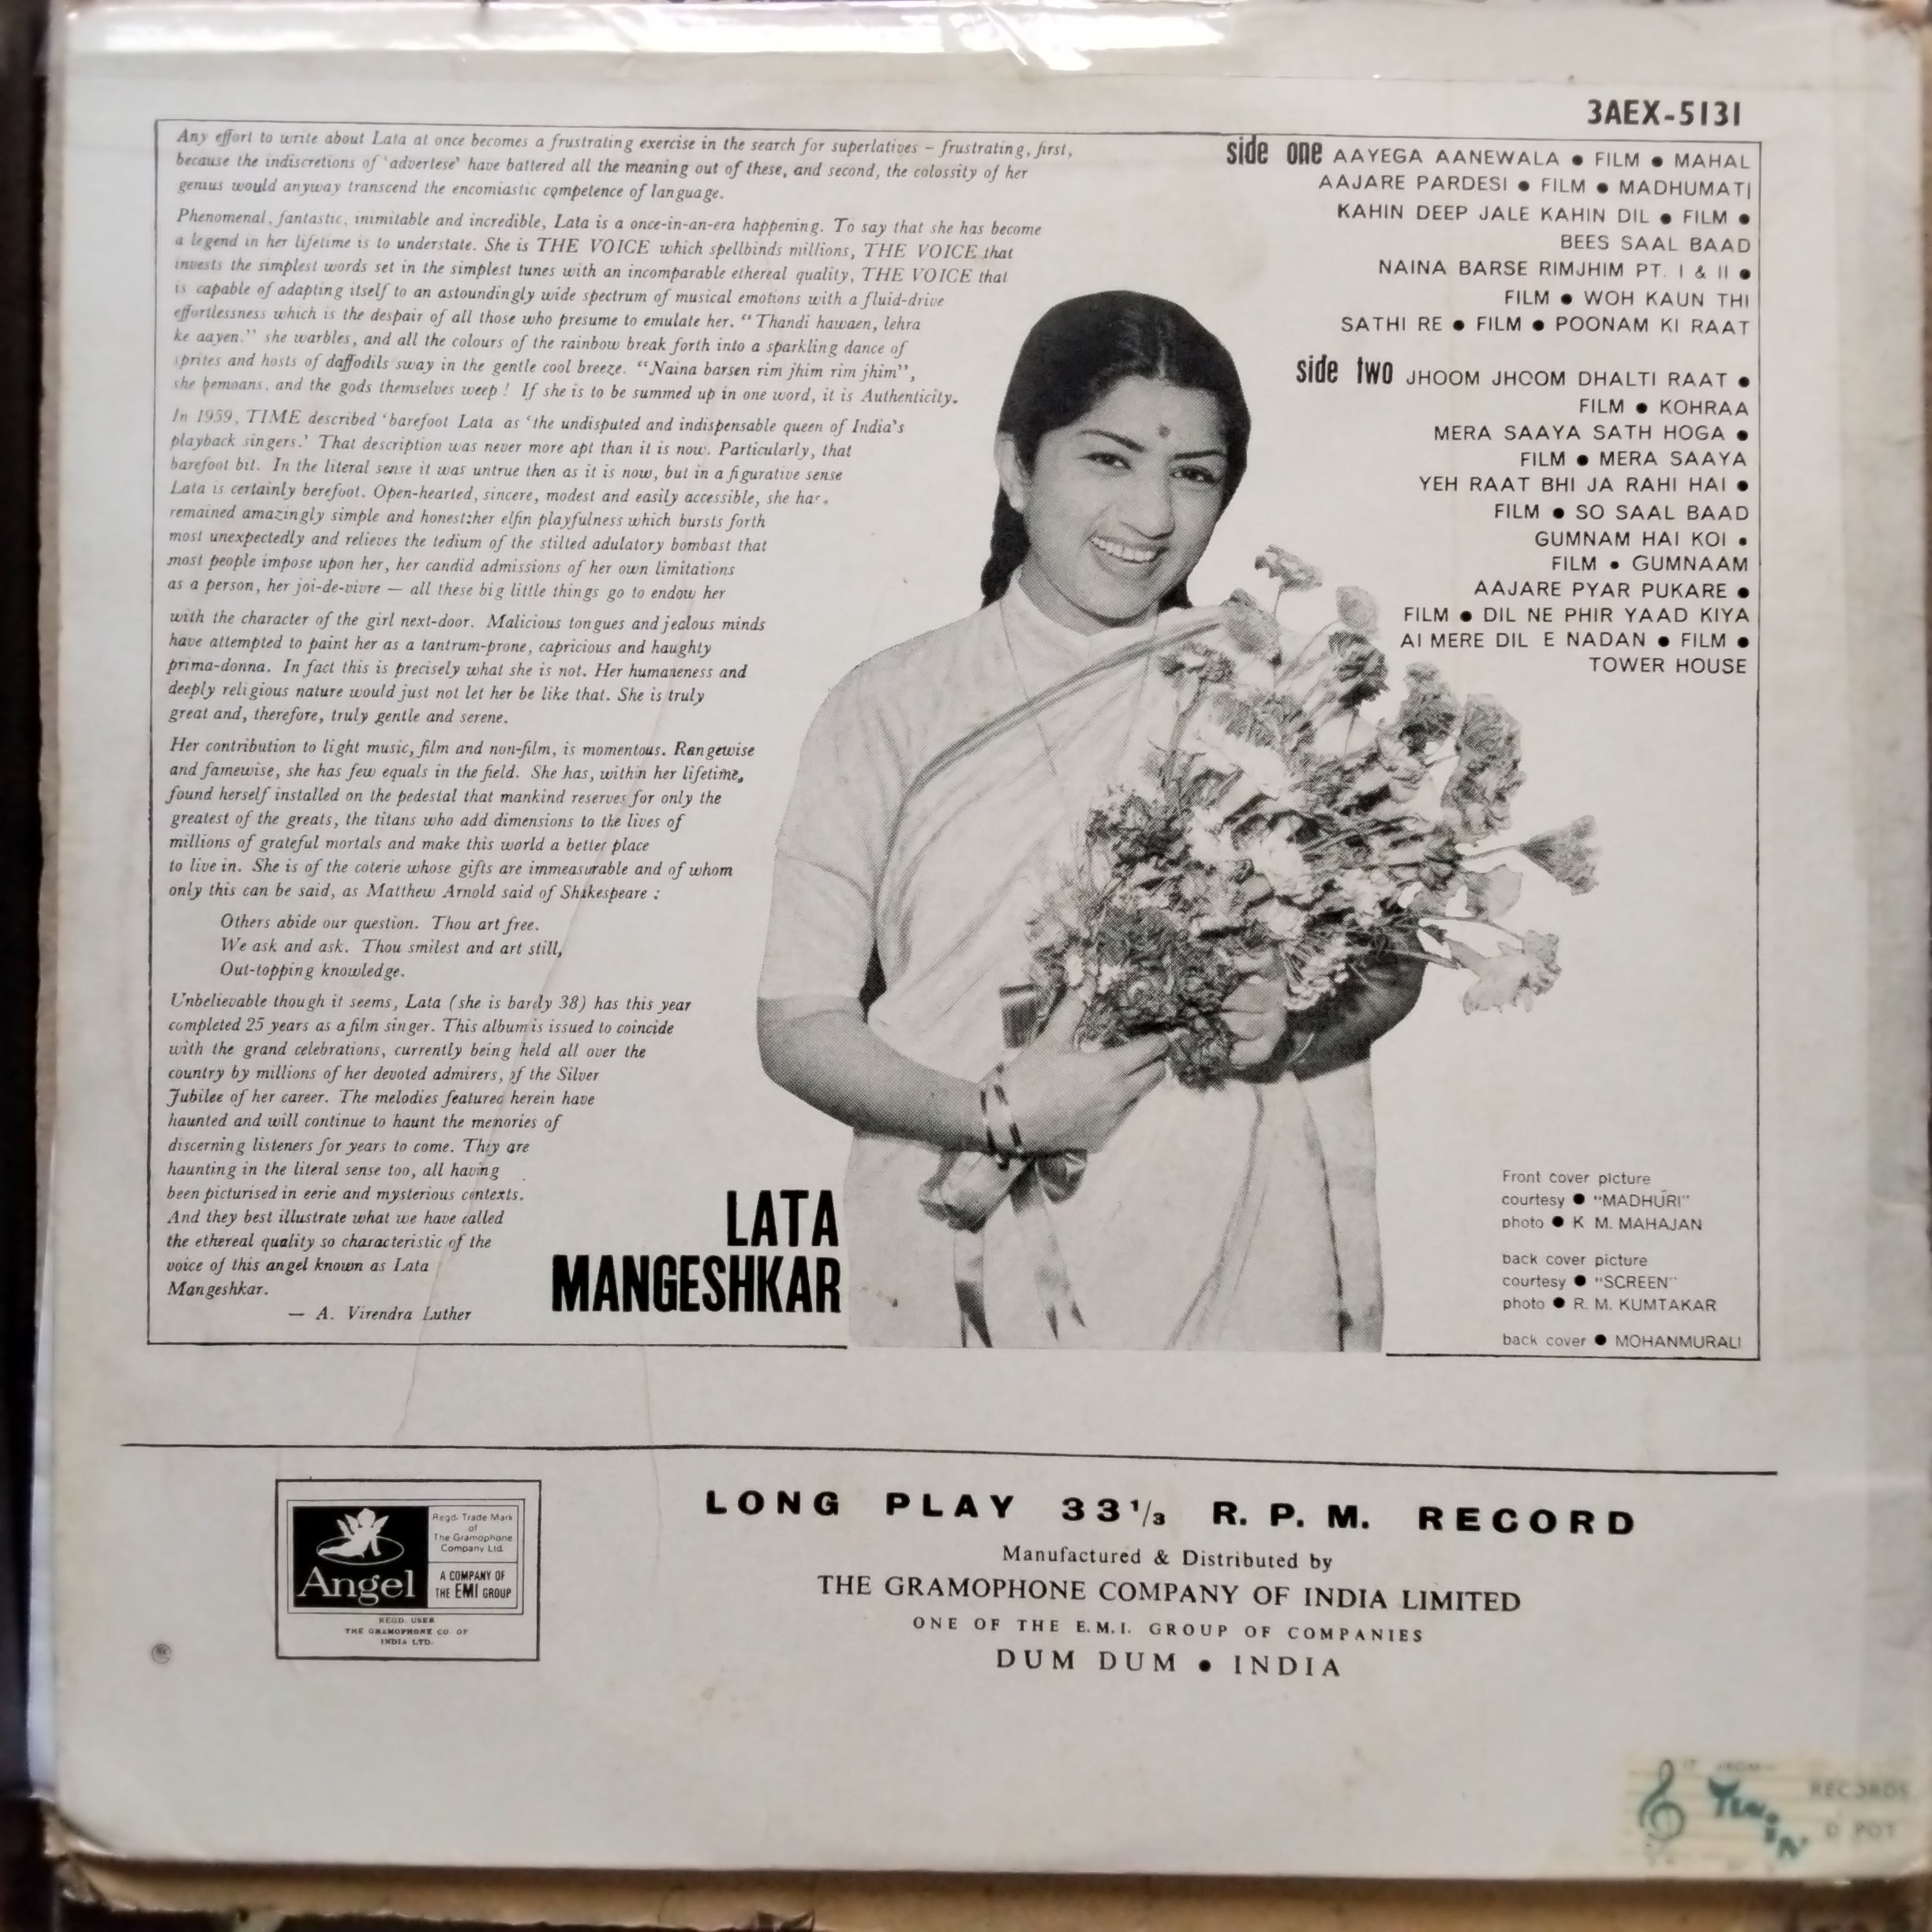 3AEX-5131
Any effort to write about Lata at once becomes a frustrating exercise in the search for superlatives – frustrating, first,
because the indiscretions of 'advertese' have battered all the meaning out of these, and second, the colossity of her
genius would anyway transcend the encomiastic competence of language.
Phenomenal, fantastic, inimitable and incredible, Lata is a once-in-an-era happening. To say that she has become
a legend in her lifetime is to understate. She is THE VOICE which spellbinds millions, THE VOICE that
invests the simplest words set in the simplest tunes with an incomparable ethereal quality, THE VOICE that
is capable of adapting itself to an astoundingly wide spectrum of musical emotions with a fluid-drive
effortlessness which is the despair of all those who presume to emulate her. "Thandi hawaen, lehra
ke aayen." she warbles, and all the colours of the rainbow break forth into a sparkling dance of
sprites and hosts of daffodils sway in the gentle cool breeze. "Naina barsen rim jhim rim jhim",
she bemoans, and the gods themselves weep ! If she is to be summed up in one word, it is Authenticity.
In 1959, TIME described 'barefoot Lata as 'the undisputed and indispensable queen of India's
playback singers.' That description was never more apt than it is now. Particularly, that
barefoot bit. In the literal sense it was untrue then as it is now, but in a figurative sense
Lata is certainly berefoot. Open-hearted, sincere, modest and easily accessible, she has
remained amazingly simple and honest:her elfin playfulness which bursts forth
most unexpectedly and relieves the tedium of the stilted adulatory bombast that
most people impose upon her, her candid admissions of her own limitations
as a person, her joi-de-vivre — all these big little things go to endow her
with the character of the girl next-door. Malicious tongues and jealous minds
have attempted to paint her as a tantrum-prone, capricious and haughty
prima-donna. In fact this is precisely what she is not. Her humaneness and
deeply religious nature would just not let her be like that. She is truly
great and, therefore, truly gentle and serene.
Her contribution to light music, film and non-film, is momentous. Rangewise
and famewise, she has few equals in the field. She has, within her lifetime,
found herself installed on the pedestal that mankind reserves for only the
greatest of the greats, the titans who add dimensions to the lives of
millions of grateful mortals and make this world a better place
to live in. She is of the coterie whose gifts are immeasurable and of whom
only this can be said, as Matthew Arnold said of Shakespeare :
Others abide our question. Thou art free.
We ask and ask. Thou smilest and art still,
Out-topping knowledge.
Unbelievable though it seems, Lata (she is barely 38) has this year
completed 25 years as a film singer. This album is issued to coincide
with the grand celebrations, currently being held all over the
country by millions of her devoted admirers, of the Silver
Jubilee of her career. The melodies featured herein have
haunted and will continue to haunt the memories of
discerning listeners for years to come. They are
haunting in the literal sense too, all having
been picturised in eerie and mysterious contexts.
And they best illustrate what we have called
the ethereal quality so characteristic of the
voice of this angel known as Lata
Mangeshkar.
— A. Virendra Luther
side one AAYEGA AANEWALA ● FILM ● MAHAL
AAJARE PARDESI ● FILM ● MADHUMATI
KAHIN DEEP JALE KAHIN DIL ● FILM ●
BEES SAAL BAAD
NAINA BARSE RIMJHIM PT. I & II ●
FILM ● WOH KAUN THI
SATHI RE ● FILM ● POONAM KI RAAT
side two JHOOM JHOOM DHALTI RAAT ●
FILM ● KOHRAA
MERA SAAYA SATH HOGA ●
FILM ● MERA SAAYA
YEH RAAT BHI JA RAHI HAI ●
FILM ● SO SAAL BAAD
GUMNAM HAI KOI ●
FILM ● GUMNAAM
AAJARE PYAR PUKARE ●
FILM ● DIL NE PHIR YAAD KIYA
AI MERE DIL E NADAN ● FILM ●
TOWER HOUSE
LATA
MANGESHKAR
Front cover picture
courtesy ● "MADHURI"
photo ● K M. MAHAJAN
back cover picture
courtesy ● "SCREEN"
photo ● R. M. KUMTAKAR
back cover ● MOHANMURALI
Angel
Regd. Trade Mark
of
The Gramophone
Company Ltd.
A COMPANY OF
THE EMI GROUP
REGD. USER
THE GRAMOPHONE CO. OF
INDIA LTD.
LONG PLAY 33 1/3 R. P. M. RECORD
Manufactured & Distributed by
THE GRAMOPHONE COMPANY OF INDIA LIMITED
ONE OF THE E.M.I. GROUP OF COMPANIES
DUM DUM ● INDIA
RECORDS